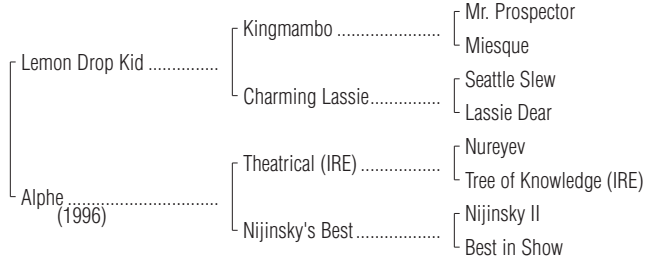 Mr. Prospector
Kingmambo .......................
Miesque
Lemon Drop Kid ...............
Seattle Slew
Charming Lassie................
Lassie Dear
Nureyev
Theatrical (IRE) ..................
Tree of Knowledge (IRE)
Alphe .................................
(1996)
Nijinsky II
Nijinsky's Best...................
Best in Show